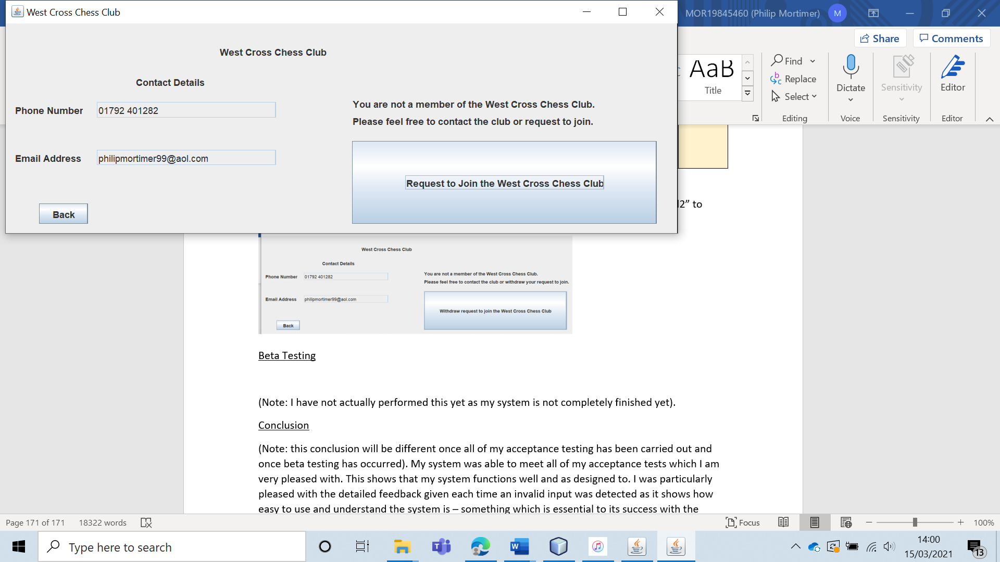 West Cross Chess Club
MOR19845460 (Philip Mortimer)
M
Share
Comments
West Cross Chess Club
Contact Details
Phone Number
01792 401282
Email Address
philipmortimer99@aol.com
Back
You are not a member of the West Cross Chess Club.
Please feel free to contact the club or request to join.
Request to Join the West Cross Chess Club
AaB
Title
Find
Replace
Select
Editing
Dictate
Voice
Sensitivity
Sensitivity
Editor
Editor
l2” to
West Cross Chess Club
Contact Details
Phone Number
01792 401282
Email Address
philipmortimer99@aol.com
Back
You are not a member of the West Cross Chess Club.
Please feel free to contact the club or withdraw your request to join.
Withdraw request to join the West Cross Chess Club
Beta Testing
(Note: I have not actually performed this yet as my system is not completely finished yet).
Conclusion
(Note: this conclusion will be different once all of my acceptance testing has been carried out and
once beta testing has occurred). My system was able to meet all of my acceptance tests which I am
very pleased with. This shows that my system functions well and as designed to. I was particularly
pleased with the detailed feedback given each time an invalid input was detected as it shows how
easy to use and understand the system is – something which is essential to its success with the
Page 171 of 171
18322 words
Focus
100%
Type here to search
14:00
15/03/2021
13